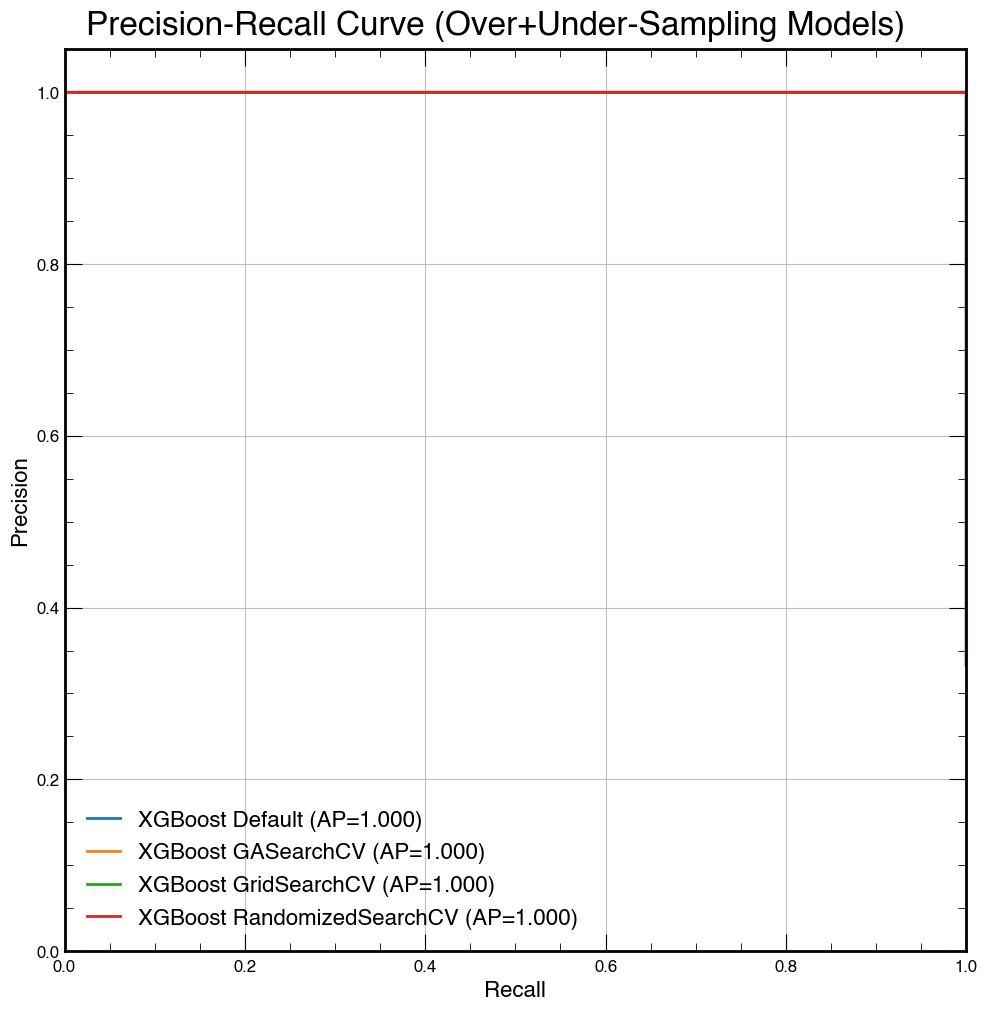 Precision-Recall Curve (Over+Under-Sampling Models)
1.0
0.8
0.6
0.4
0.2
0.0
Precision
XGBoost Default (AP=1.000)
XGBoost GASearchCV (AP=1.000)
XGBoost GridSearchCV (AP=1.000)
XGBoost RandomizedSearchCV (AP=1.000)
0.0 0.2 0.4 0.6 0.8 1.0
Recall